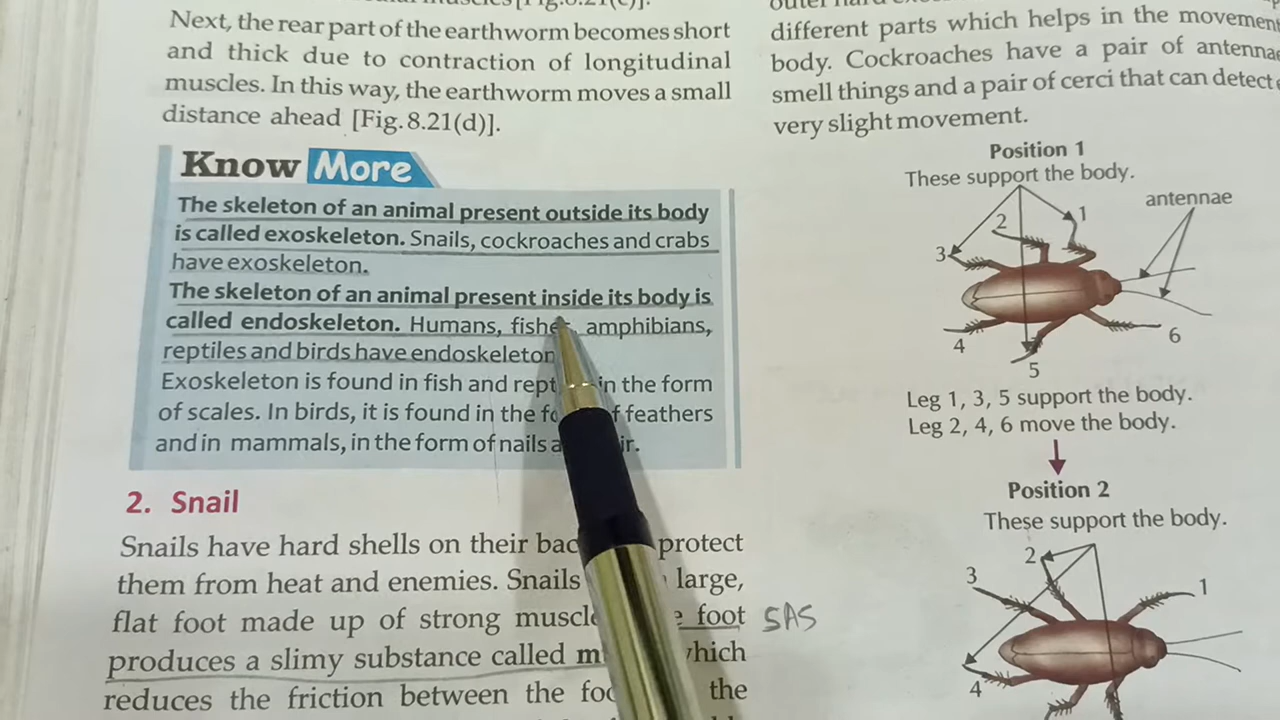 Next, the rear part of the earthworm becomes short
and thick due to contraction of longitudinal
muscles. In this way, the earthworm moves a small
distance ahead [Fig.8.21(d)].
Know More
The skeleton of an animal present outside its body
is called exoskeleton. Snails, cockroaches and crabs
have exoskeleton.
The skeleton of an animal present inside its body is
called endoskeleton. Humans, fishe amphibians,
reptiles and birds have endoskeleton
Exoskeleton is found in fish and rept in the form
of scales. In birds, it is found in the fo f feathers
and in mammals, in the form of nails a ir.
2. Snail
Snails have hard shells on their bac protect
them from heat and enemies. Snails large,
flat foot made up of strong muscle foot SAS
produces a slimy substance called m which
reduces the friction between the foo the
different parts which helps in the movemen
body. Cockroaches have a pair of antennae
smell things and a pair of cerci that can detect
very slight movement.
Position 1
These support the body.
antennae
1
2
3
4
5
6
Leg 1, 3, 5 support the body.
Leg 2, 4, 6 move the body.
Position 2
These support the body.
2
3
1
4